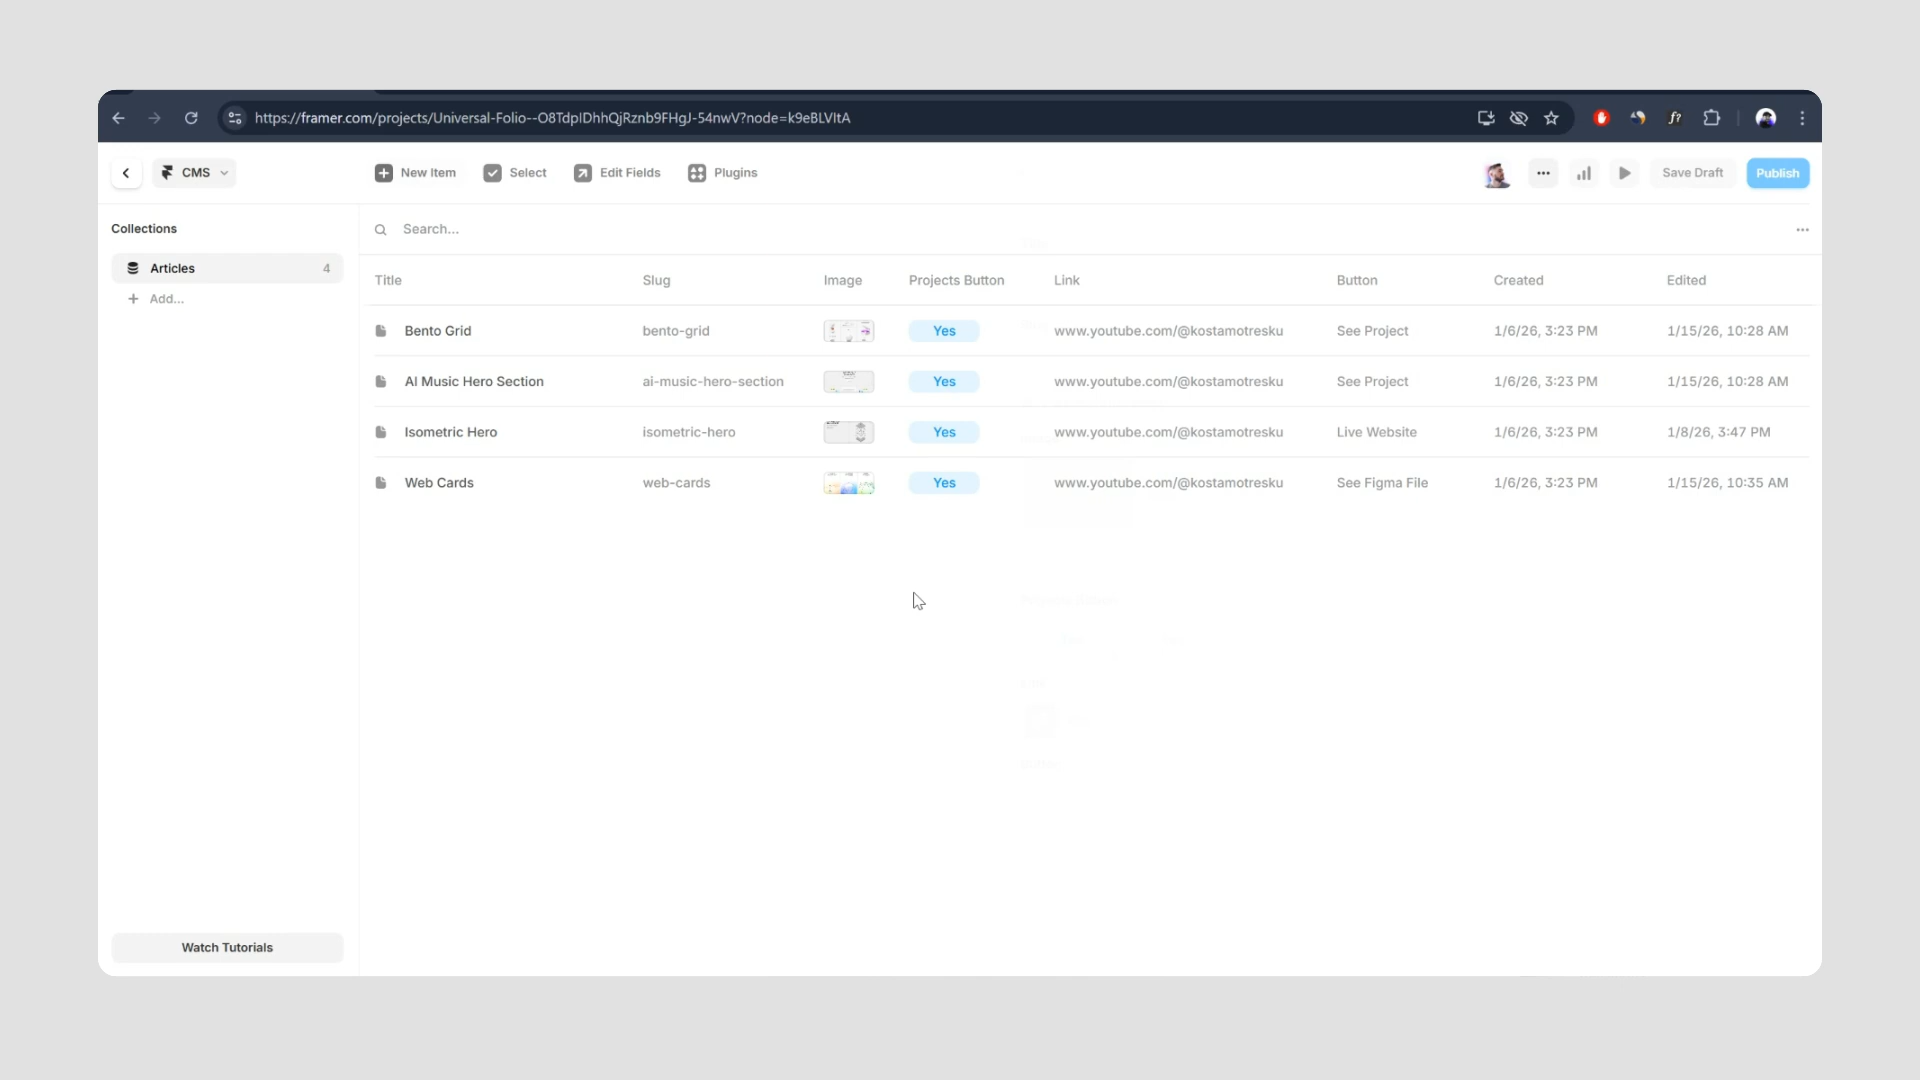 https://framer.com/projects/Universal-Folio--O8TdpIDhhQjRznb9FHgJ-54nwV?node=k9eBLVItA
f?
CMS
New Item
Select
Edit Fields
Plugins
Save Draft
Publish
Collections
Search...
Articles 4
Add...
Title Slug Image Projects Button Link Button Created Edited
Bento Grid bento-grid Yes www.youtube.com/@kostamotresku See Project 1/6/26, 3:23 PM 1/15/26, 10:28 AM
AI Music Hero Section ai-music-hero-section Yes www.youtube.com/@kostamotresku See Project 1/6/26, 3:23 PM 1/15/26, 10:28 AM
Isometric Hero isometric-hero Yes www.youtube.com/@kostamotresku Live Website 1/6/26, 3:23 PM 1/8/26, 3:47 PM
Web Cards web-cards Yes www.youtube.com/@kostamotresku See Figma File 1/6/26, 3:23 PM 1/15/26, 10:35 AM
Watch Tutorials